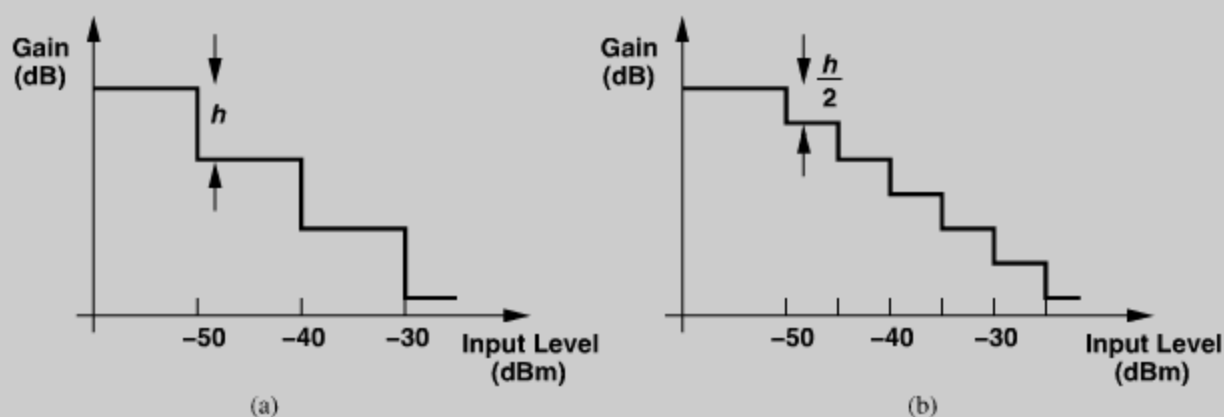 Gain
(dB)
h
−50
−40
−30
Input Level
(dBm)
(a)
Gain
(dB)
h
2
−50
−40
−30
Input Level
(dBm)
(b)